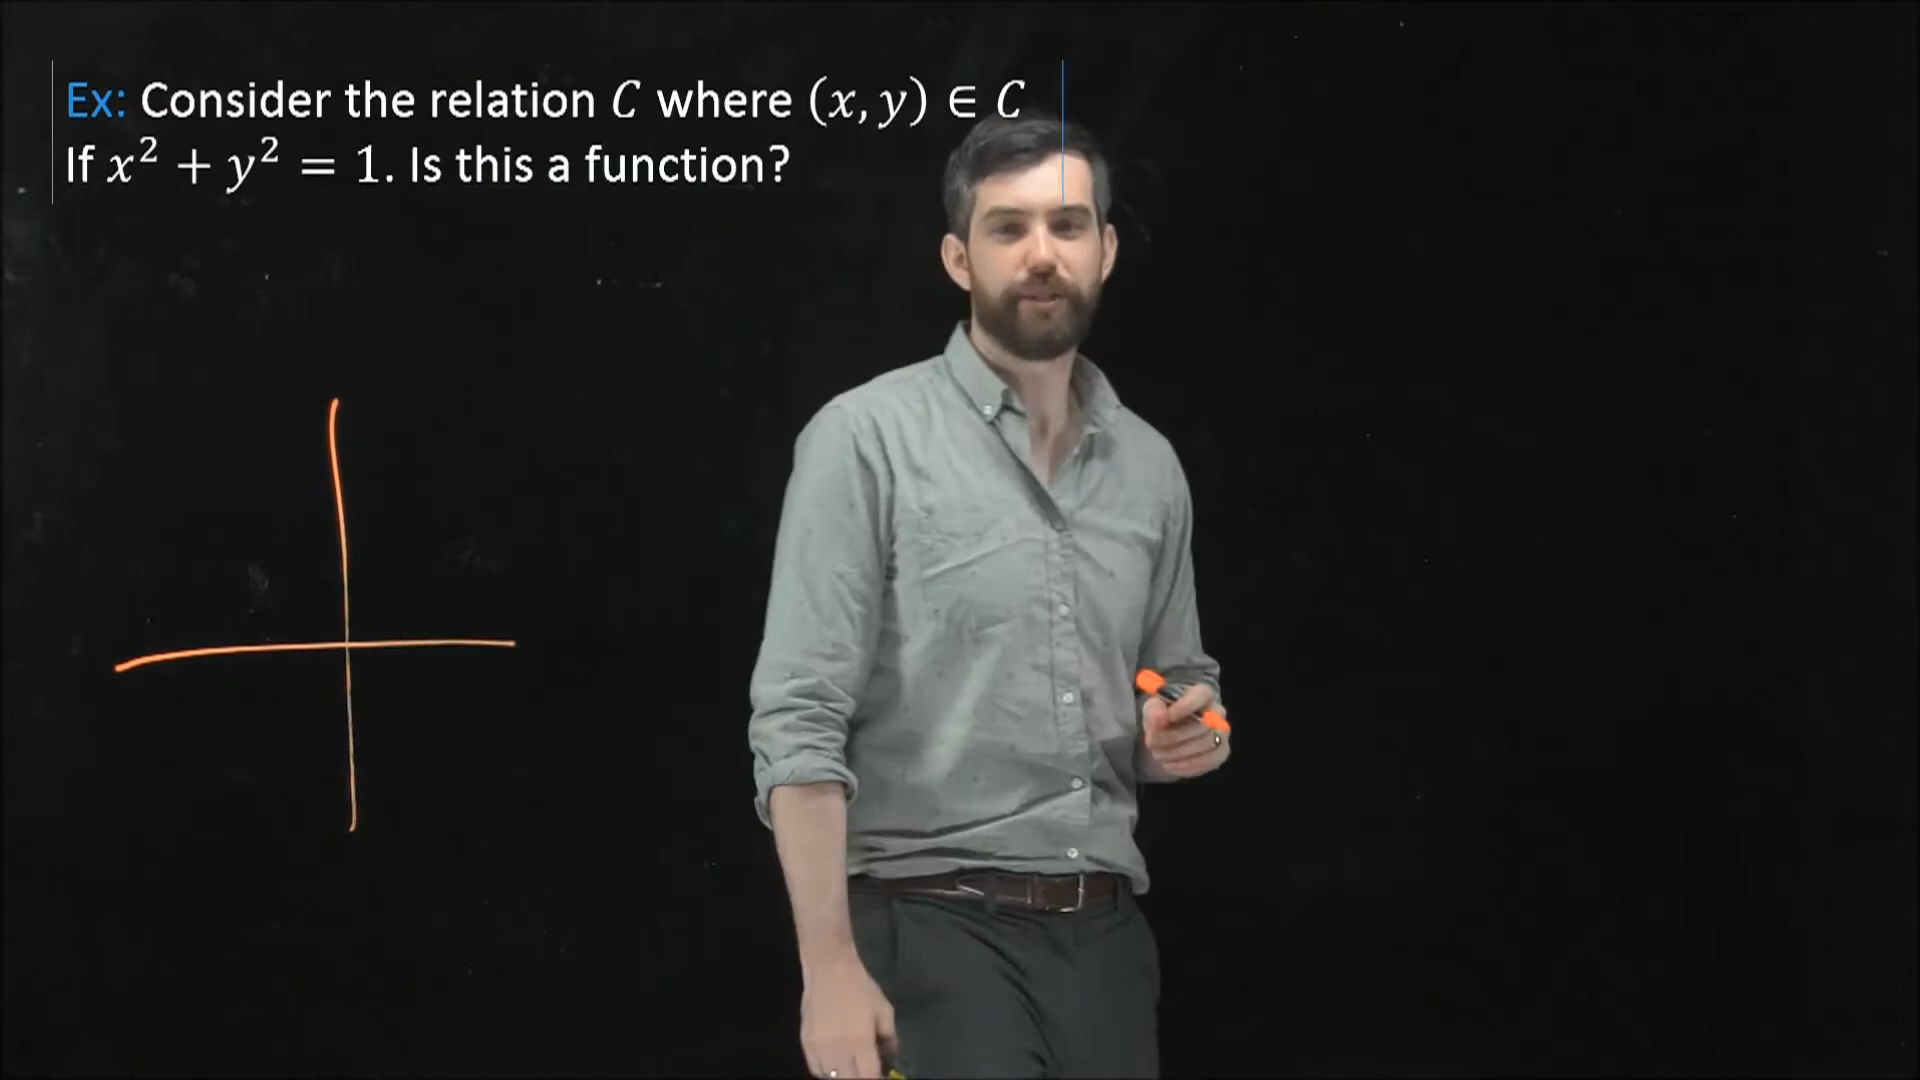 Ex: Consider the relation 𝐶 where (𝑥, 𝑦) ∈ 𝐶
If 𝑥² + 𝑦² = 1. Is this a function?